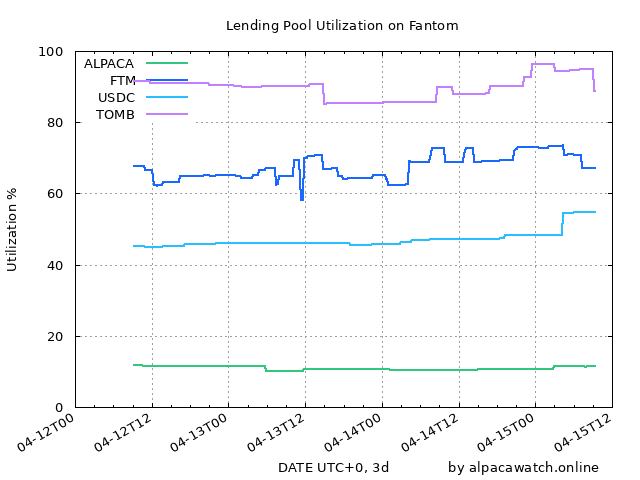 Lending Pool Utilization on Fantom
Utilization %
100
80
60
40
20
0
ALPACA
FTM
USDC
TOMB
04-12T00
04-12T12
04-13T00
04-13T12
04-14T00
04-14T12
04-15T00
04-15T12
DATE UTC+0, 3d
by alpacawatch.online